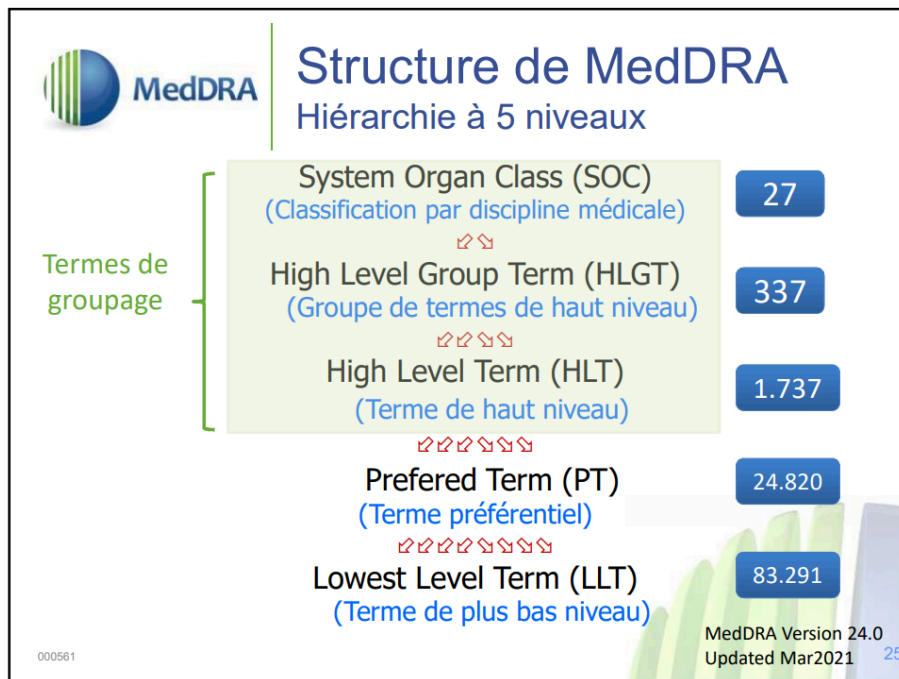 MedDRA
Structure de MedDRA
Hiérarchie à 5 niveaux
Termes de
groupage
System Organ Class (SOC)
(Classification par discipline médicale)
27
High Level Group Term (HLGT)
(Groupe de termes de haut niveau)
337
High Level Term (HLT)
(Terme de haut niveau)
1.737
Prefered Term (PT)
(Terme préférentiel)
24.820
Lowest Level Term (LLT)
(Terme de plus bas niveau)
83.291
MedDRA Version 24.0
Updated Mar2021
000561
25